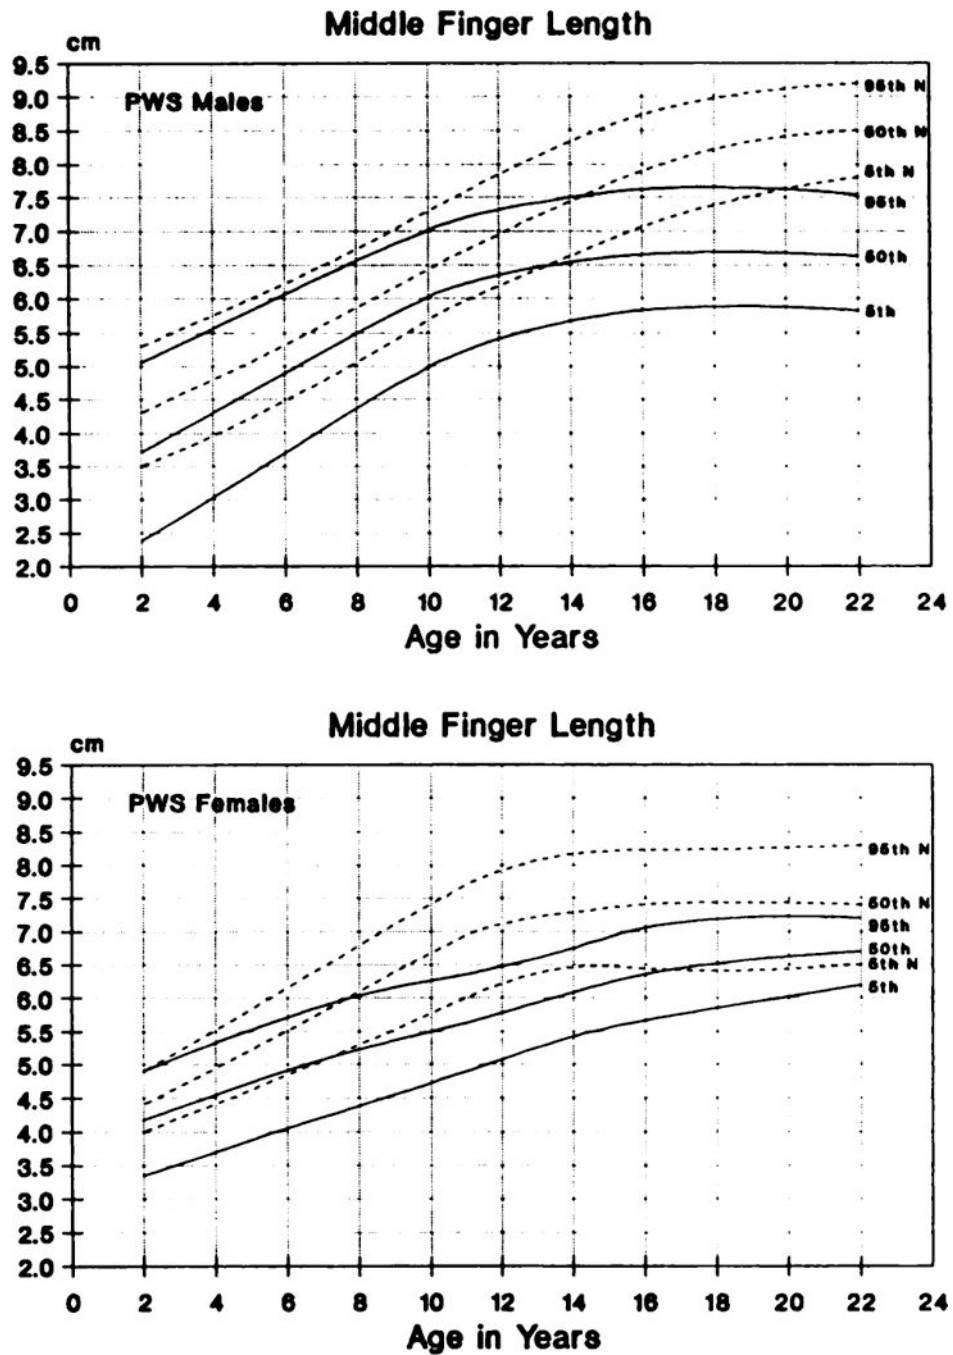 Middle Finger Length
cm
9.5
9.0
8.5
8.0
7.5
7.0
6.5
6.0
5.5
5.0
4.5
4.0
3.5
3.0
2.5
2.0
PWS Males
95th N
50th N
5th N
95th
50th
5th
0 2 4 6 8 10 12 14 16 18 20 22 24
Age in Years
Middle Finger Length
cm
9.5
9.0
8.5
8.0
7.5
7.0
6.5
6.0
5.5
5.0
4.5
4.0
3.5
3.0
2.5
2.0
PWS Females
95th N
50th N
95th
50th
5th N
5th
0 2 4 6 8 10 12 14 16 18 20 22 24
Age in Years